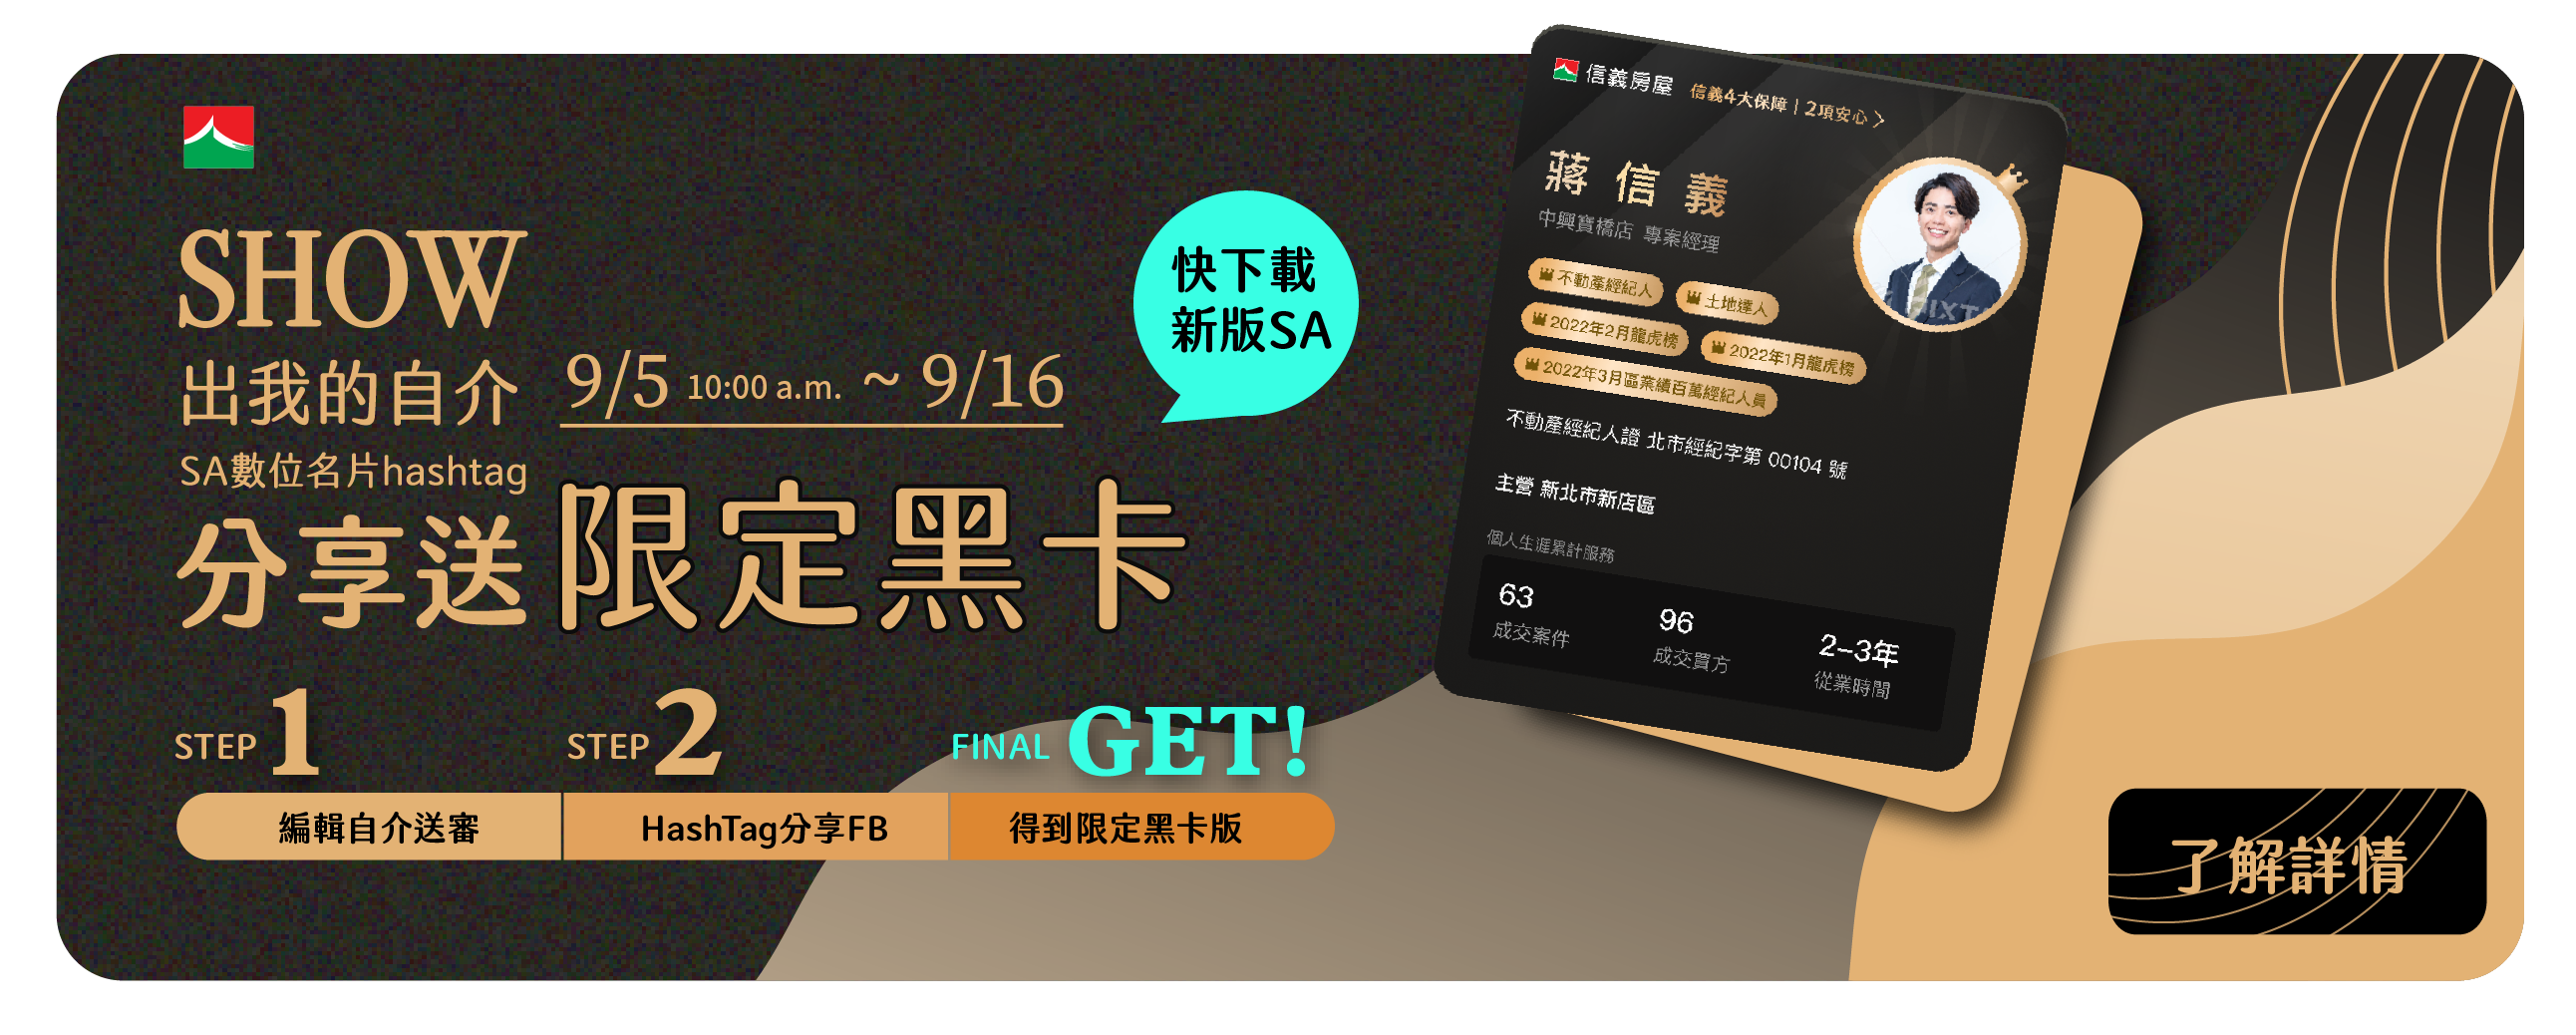 SHOW
出我的自介
9/5 10:00 a.m. ~ 9/16
SA數位名片hashtag
分享送 限定黑卡
快下載
新版SA
STEP 1
編輯自介送審
STEP 2
HashTag分享FB
FINAL GET!
得到限定黑卡版
信義房屋 信義4大保障 | 2項安心 >
蔣信義
中興寶橋店 專案經理
不動產經紀人
土地達人
2022年2月龍虎榜
2022年1月龍虎榜
2022年3月區業績百萬經紀人員
不動產經紀人證 北市經紀字第 00104 號
主營 新北市新店區
個人生涯累計服務
63
成交案件
96
成交買方
2-3年
從業時間
了解詳情